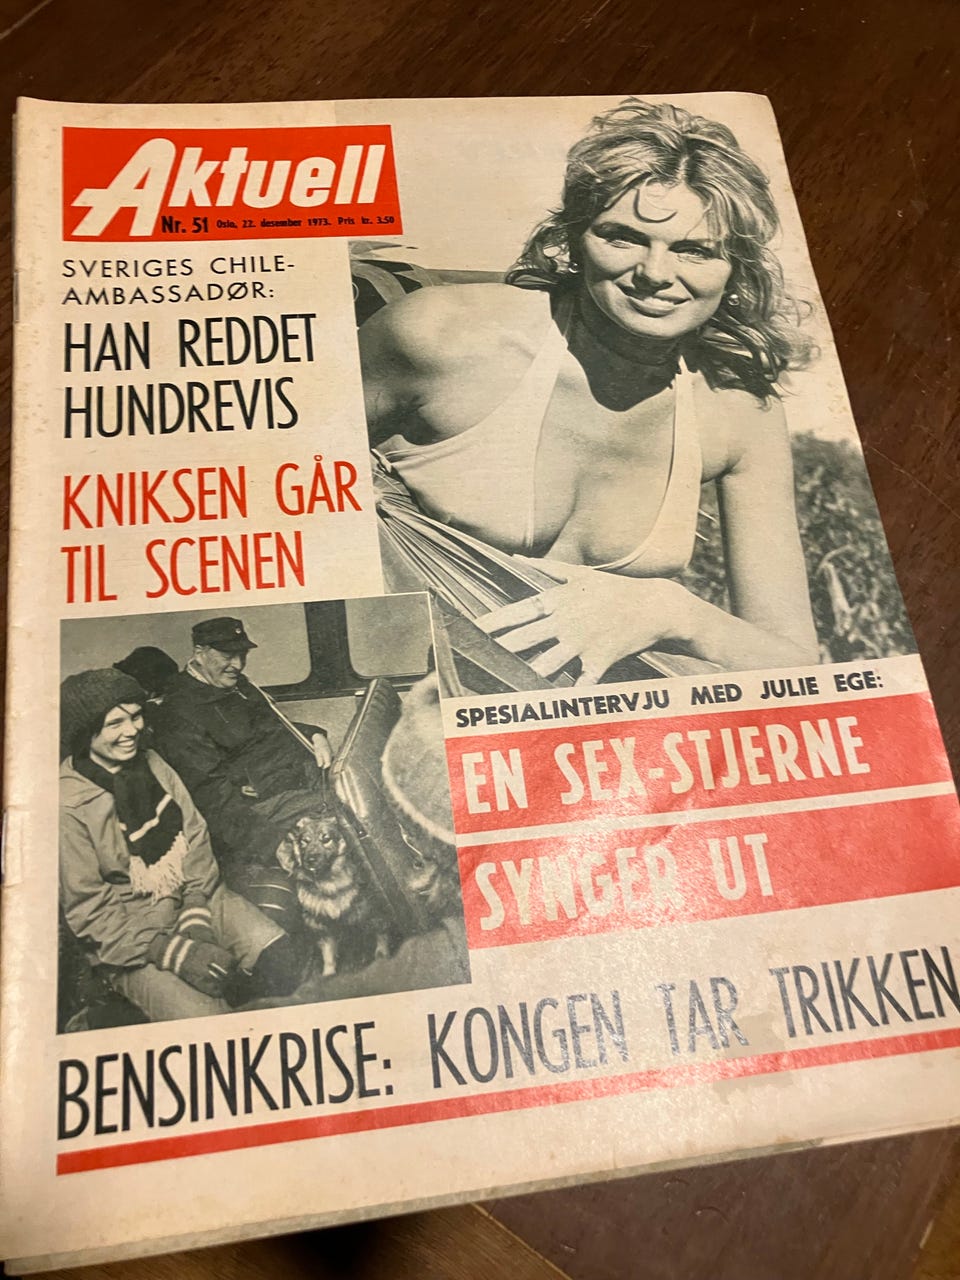 Aktuell
Nr. 51 Oslo, 22. desember 1973. Pris kr. 3.50
SVERIGES CHILE-
AMBASSADØR:
HAN REDDET
HUNDREVIS
KNIKSEN GÅR
TIL SCENEN
SPESIALINTERVJU MED JULIE EGE:
EN SEX-STJERNE
SYNGER UT
BENSINKRISE: KONGEN TAR TRIKKEN